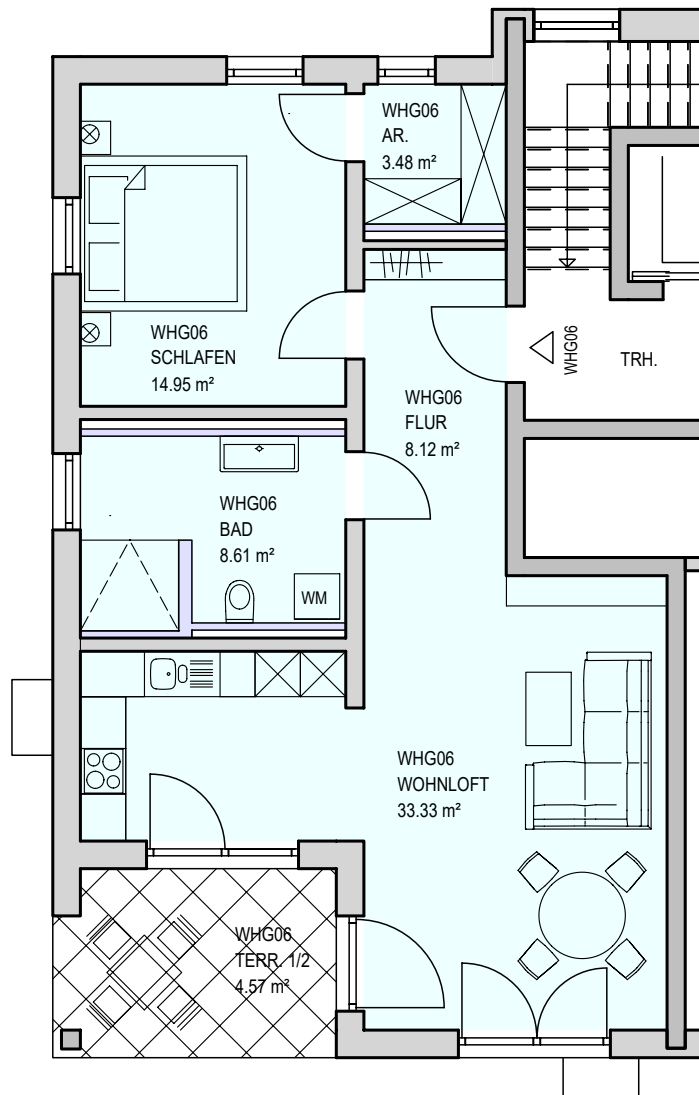 WHG06
AR.
3.48 m²
WHG06
SCHLAFEN
14.95 m²
WHG06
TRH.
WHG06
FLUR
8.12 m²
WHG06
BAD
8.61 m²
WM
WHG06
WOHNLOFT
33.33 m²
WHG06
TERR. 1/2
4.57 m²